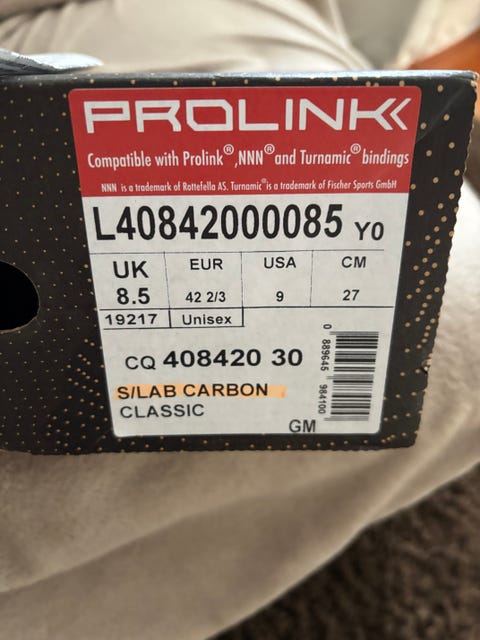 PROLINK
Compatible with Prolink®, NNN® and Turnamic® bindings
NNN is a trademark of Rottefella AS. Turnamic® is a trademark of Fischer Sports GmbH
L40842000085 Y0
UK EUR USA CM
8.5 42 2/3 9 27
19217 Unisex
CQ 408420 30
S/LAB CARBON
CLASSIC
0 889645 984100
GM